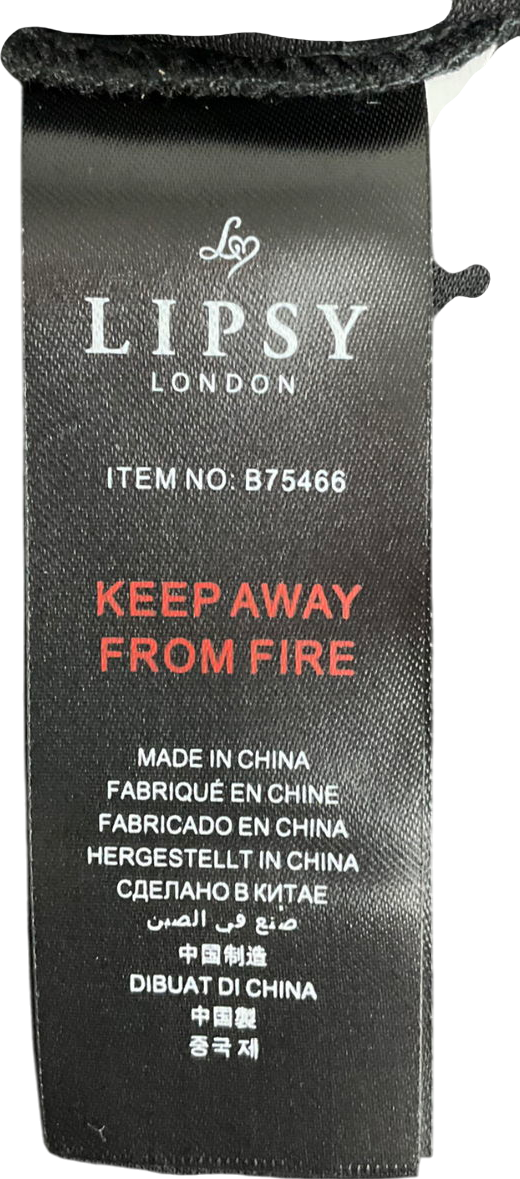 LIPSY
LONDON
ITEM NO: B75466
KEEP AWAY
FROM FIRE
MADE IN CHINA
FABRIQUÉ EN CHINE
FABRICADO EN CHINA
HERGESTELLT IN CHINA
СДЕЛАНО В КИТАЕ
صنع في الصين
中国制造
DIBUAT DI CHINA
中国製
중국 제